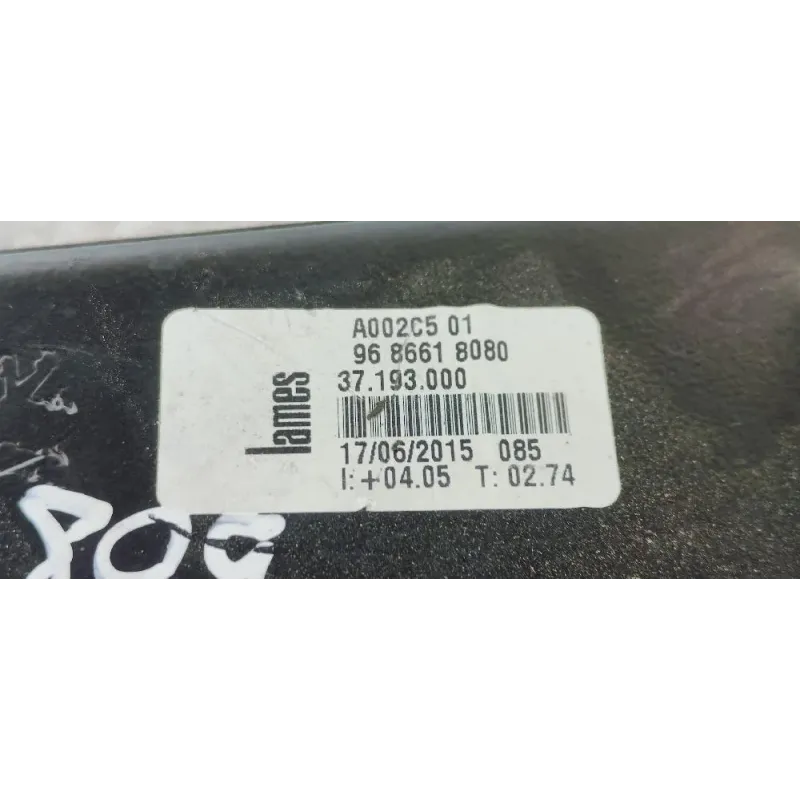 A002C5 01
96 8661 8080
37.193.000
lames
17/06/2015 085
I:+04.05 T: 02.74